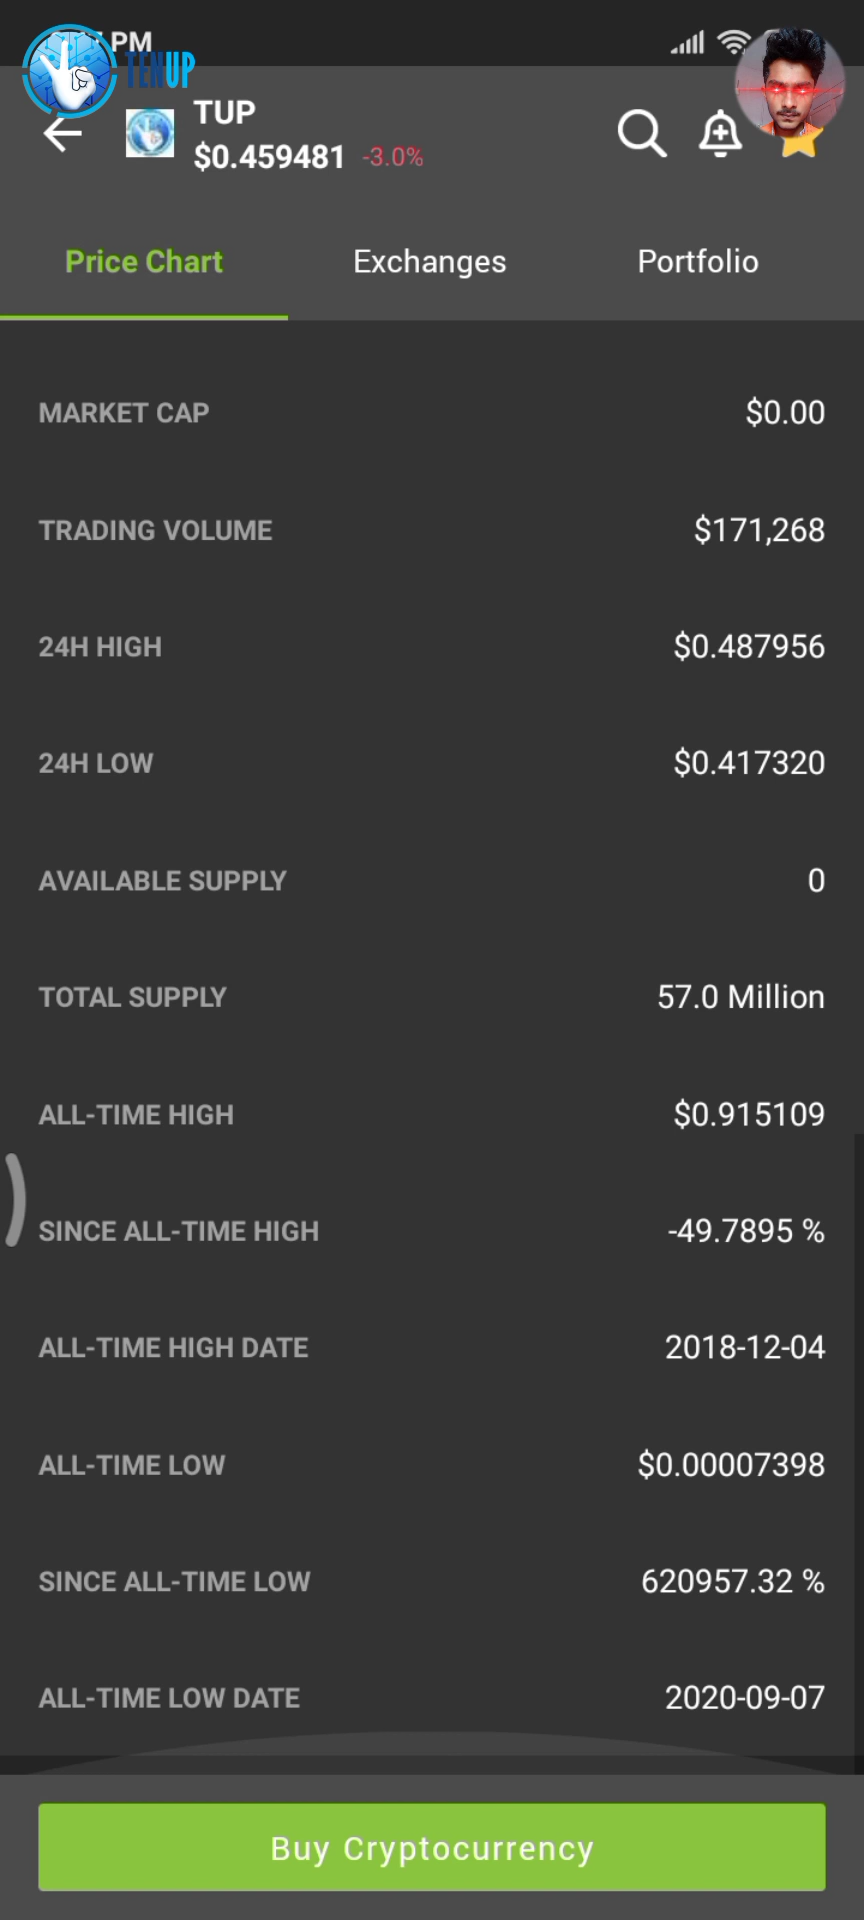 PM
TENUP
TUP
$0.459481 -3.0%
Price Chart Exchanges Portfolio
MARKET CAP $0.00
TRADING VOLUME $171,268
24H HIGH $0.487956
24H LOW $0.417320
AVAILABLE SUPPLY 0
TOTAL SUPPLY 57.0 Million
ALL-TIME HIGH $0.915109
SINCE ALL-TIME HIGH -49.7895 %
ALL-TIME HIGH DATE 2018-12-04
ALL-TIME LOW $0.00007398
SINCE ALL-TIME LOW 620957.32 %
ALL-TIME LOW DATE 2020-09-07
Buy Cryptocurrency